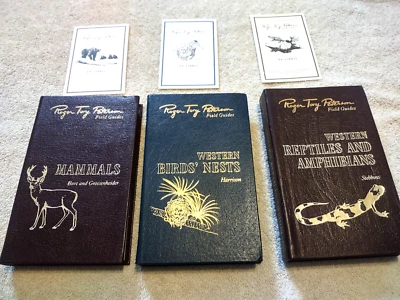 Roger Tory Peterson
Field Guides
MAMMALS
Burt and Grossenheider
Roger Tory Peterson
Field Guides
WESTERN
BIRDS' NESTS
Harrison
Roger Tory Peterson
Field Guides
WESTERN
REPTILES AND
AMPHIBIANS
Stebbins